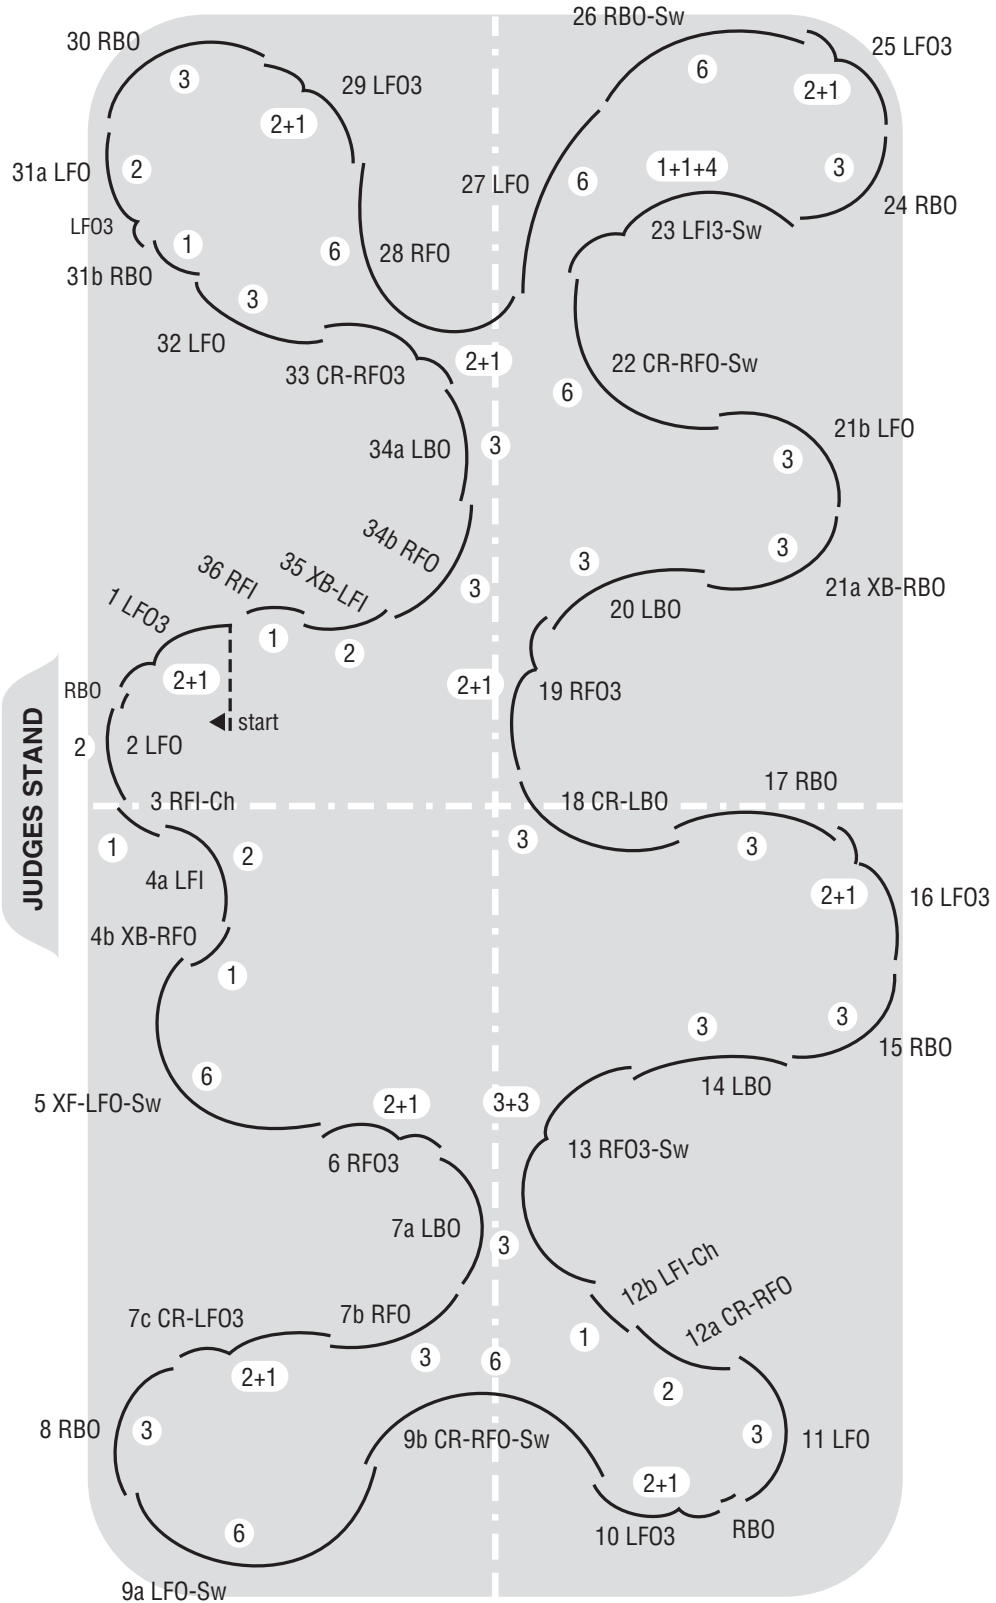 26 RBO-Sw
30 RBO
25 LFO3
3
6
29 LFO3
2+1
2+1
31a LFO
2
27 LFO
6
1+1+4
3
24 RBO
LFO3
1
6
28 RFO
23 LFI3-Sw
31b RBO
3
32 LFO
33 CR-RFO3
2+1
22 CR-RFO-Sw
6
34a LBO
3
21b LFO
3
34b RFO
3
3
36 RFI
35 XB-LFI
3
20 LBO
21a XB-RBO
1 LFO3
1
2
RBO
2+1
2+1
19 RFO3
start
2
2 LFO
JUDGES STAND
17 RBO
3 RFI-Ch
18 CR-LBO
1
2
3
3
4a LFI
2+1
16 LFO3
4b XB-RFO
1
3
3
15 RBO
6
14 LBO
5 XF-LFO-Sw
2+1
3+3
6 RFO3
13 RFO3-Sw
7a LBO
3
12b LFI-Ch
12a CR-RFO
7c CR-LFO3
7b RFO
1
3
6
2+1
2
8 RBO
3
9b CR-RFO-Sw
3
11 LFO
2+1
6
10 LFO3
RBO
9a LFO-Sw